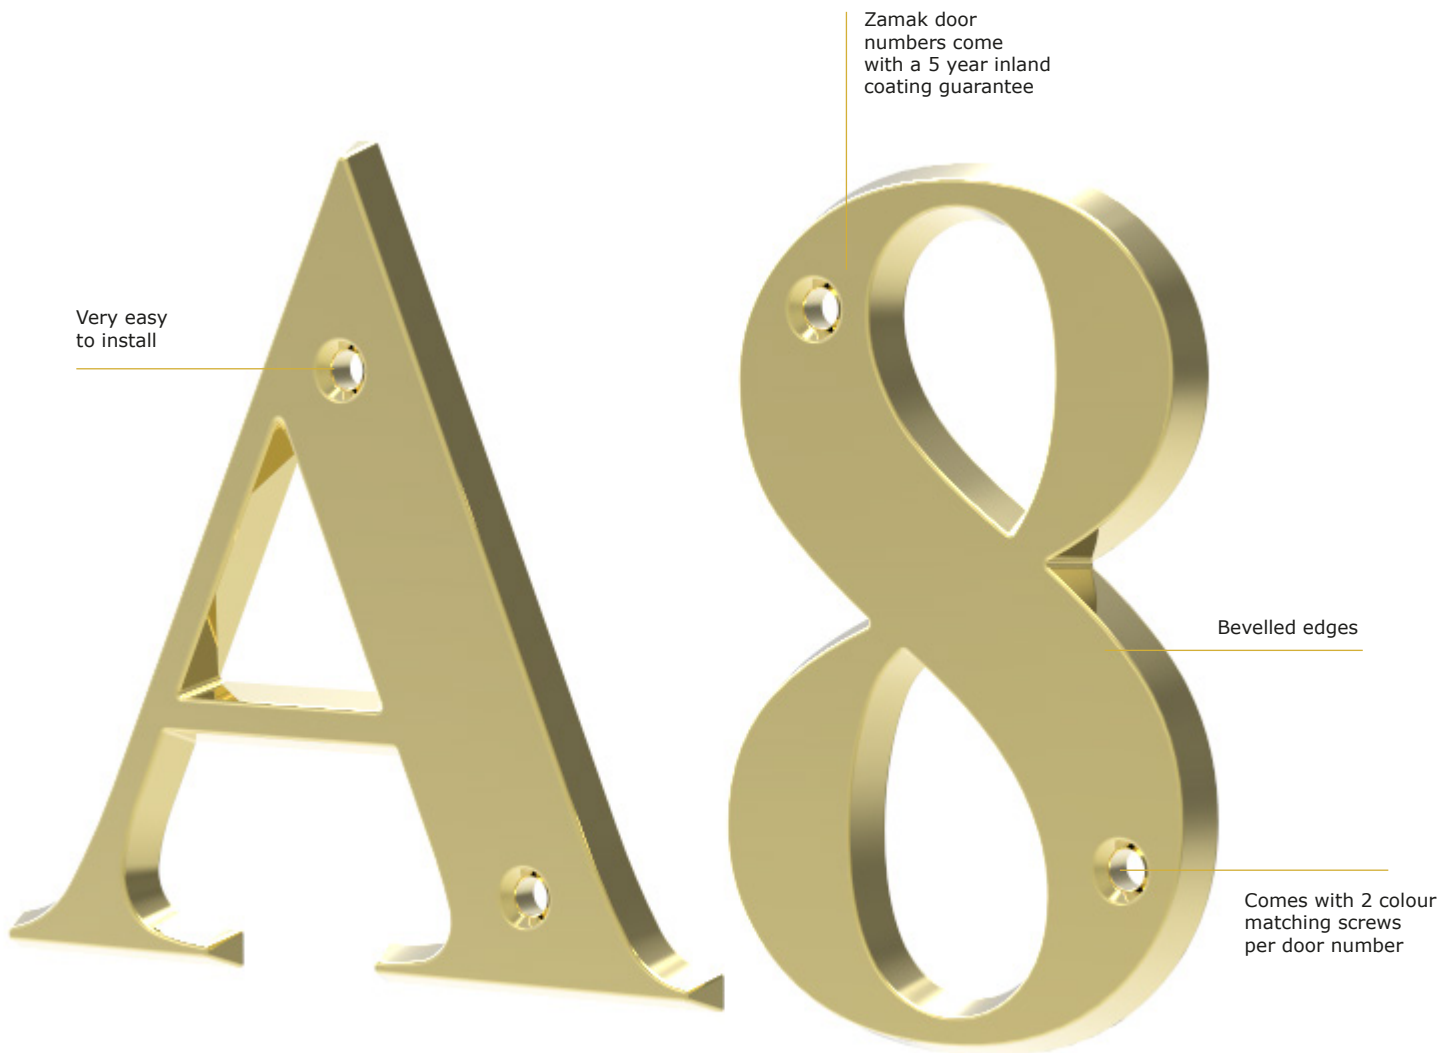 Zamak door
numbers come
with a 5 year inland
coating guarantee
Very easy
to install
A
8
Bevelled edges
Comes with 2 colour
matching screws
per door number